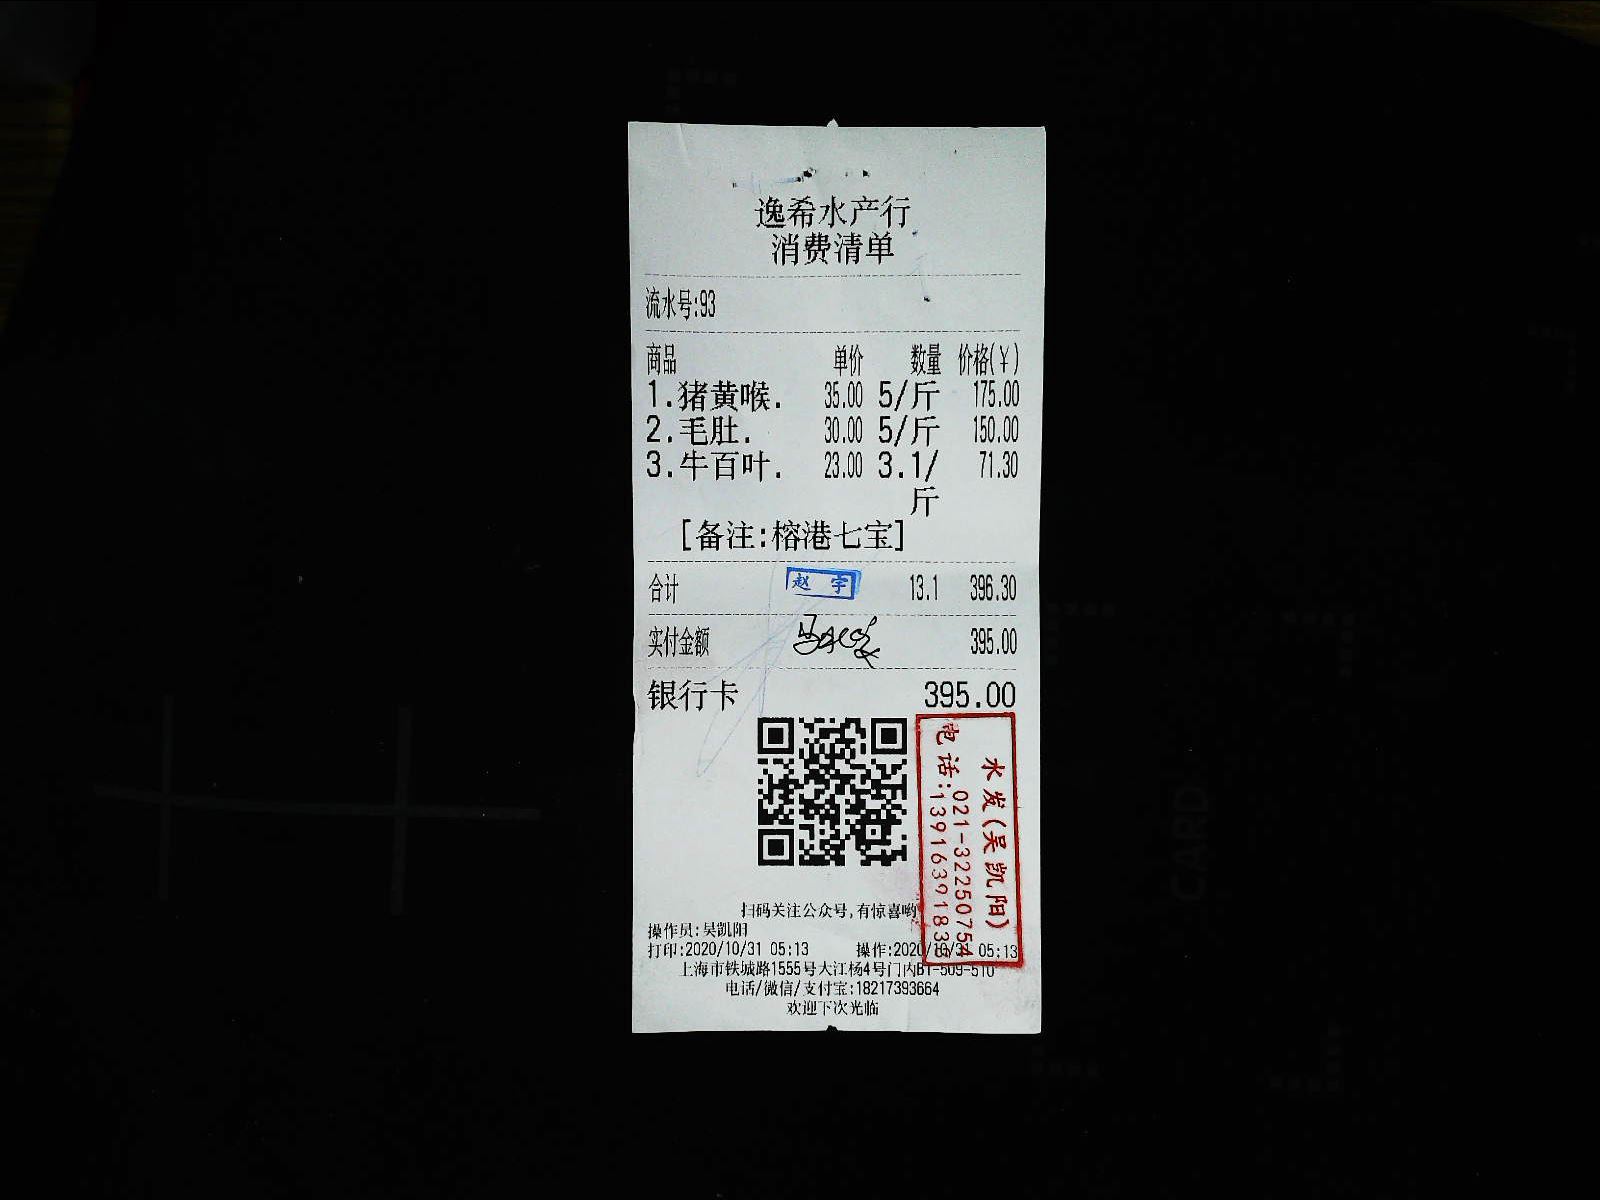 逸希水产行
消费清单
流水号:93
商品 单价 数量 价格(￥)
1.猪黄喉. 35.00 5/斤 175.00
2.毛肚. 30.00 5/斤 150.00
3.牛百叶. 23.00 3.1/斤 71.30
[备注:榕港七宝]
合计 13.1 396.30
赵宇
实付金额 395.00
银行卡 395.00
水发(吴凯阳)
021-32250754
电话:13916391836
扫码关注公众号,有惊喜哟
操作员:吴凯阳
打印:2020/10/31 05:13 操作:2020/10/31 05:13
上海市铁城路1555号大江杨4号门内B1-509-510
电话/微信/支付宝:18217393664
欢迎下次光临
CARD